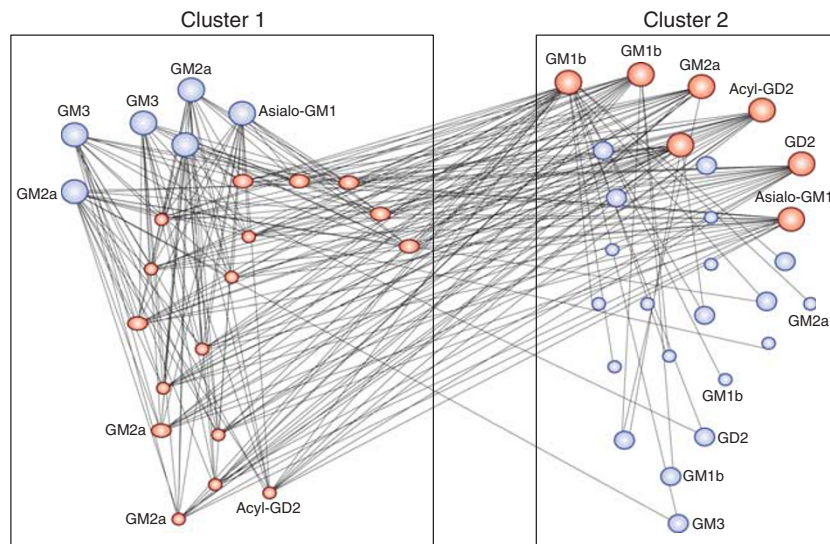 Cluster 1
Cluster 2
GM2a
GM3
GM3
Asialo-GM1
GM2a
GM2a
GM2a
Acyl-GD2
GM1b
GM1b
GM2a
Acyl-GD2
GD2
Asialo-GM1
GM2a
GM1b
GD2
GM1b
GM3